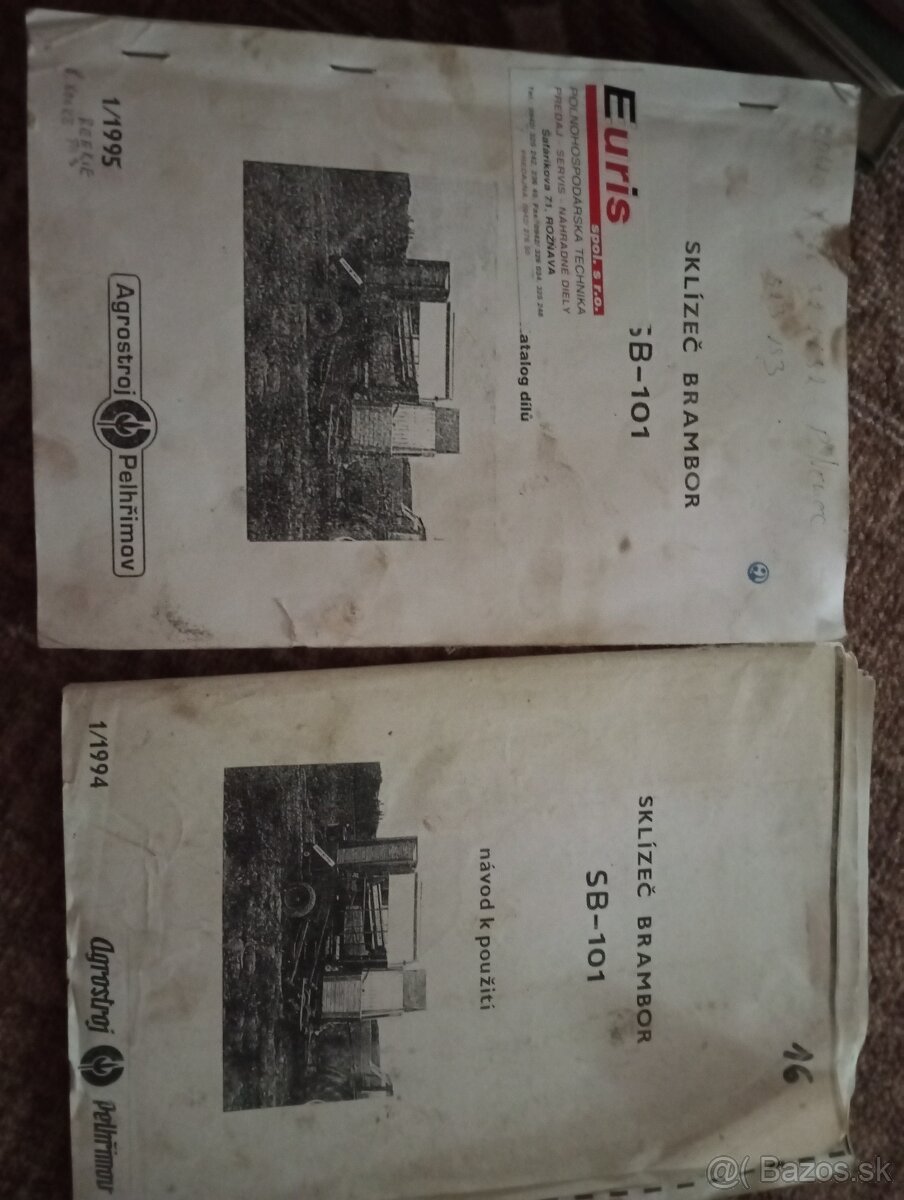 SKLÍZEČ BRAMBOR
SB-101
Euris
spol. s r.o.
POĽNOHOSPODÁRSKA TECHNIKA
PREDAJ - SERVIS - NÁHRADNÉ DIELY
Šafárikova 71, ROŽŇAVA
atalog dílů
Agrostroj Pelhřimov
1/1995
SKLÍZEČ BRAMBOR
SB-101
návod k použití
16
Agrostroj Pelhřimov
1/1994
@( Bazos.sk